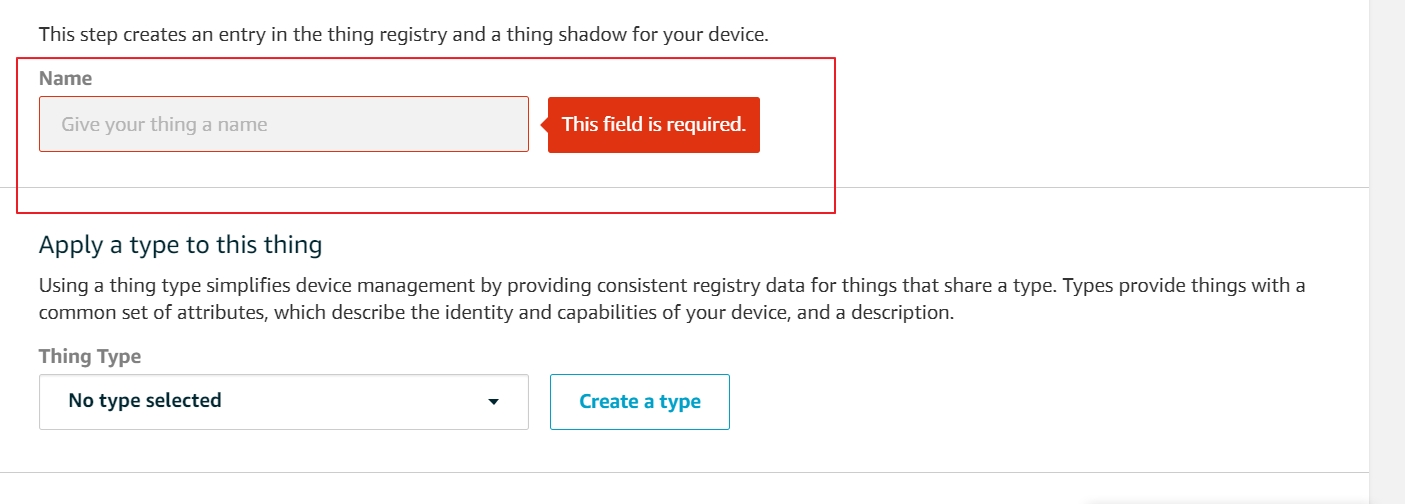 This step creates an entry in the thing registry and a thing shadow for your device.
Name
Give your thing a name
This field is required.
Apply a type to this thing
Using a thing type simplifies device management by providing consistent registry data for things that share a type. Types provide things with a
common set of attributes, which describe the identity and capabilities of your device, and a description.
Thing Type
No type selected
Create a type